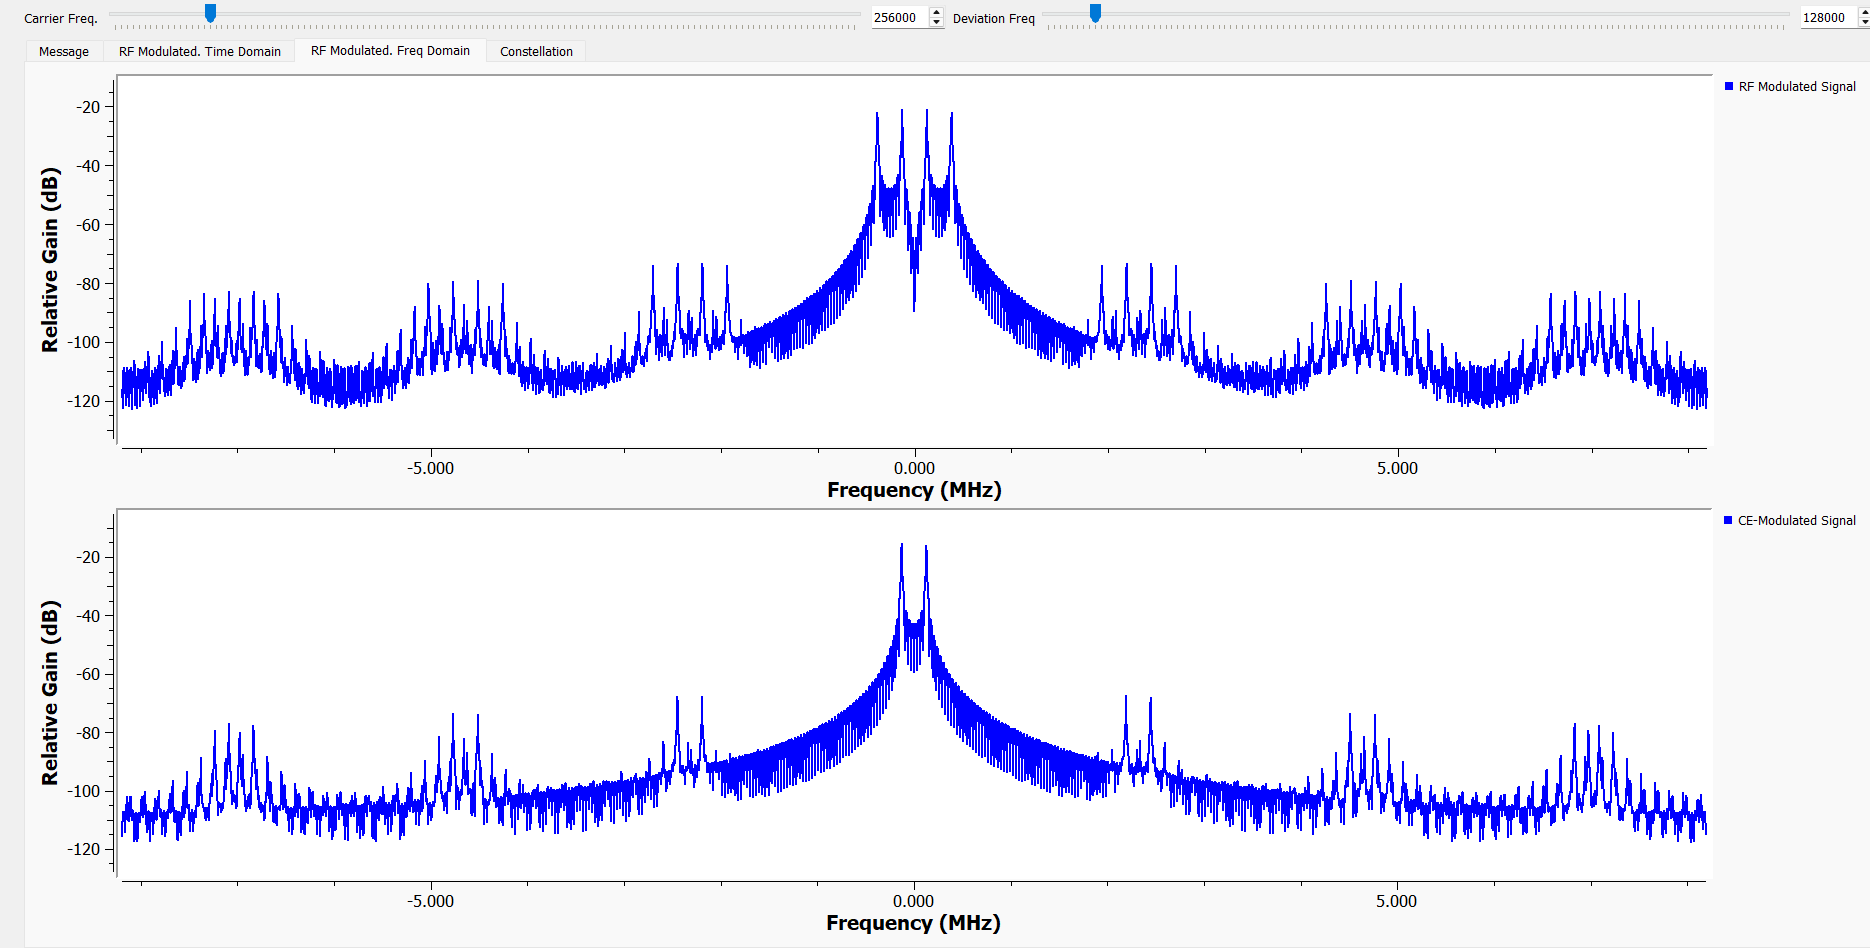 Carrier Freq. 256000 Deviation Freq 128000
Message RF Modulated. Time Domain RF Modulated. Freq Domain Constellation
RF Modulated Signal
Relative Gain (dB)
-20
-40
-60
-80
-100
-120
-5.000 0.000 5.000
Frequency (MHz)
CE-Modulated Signal
Relative Gain (dB)
-20
-40
-60
-80
-100
-120
-5.000 0.000 5.000
Frequency (MHz)